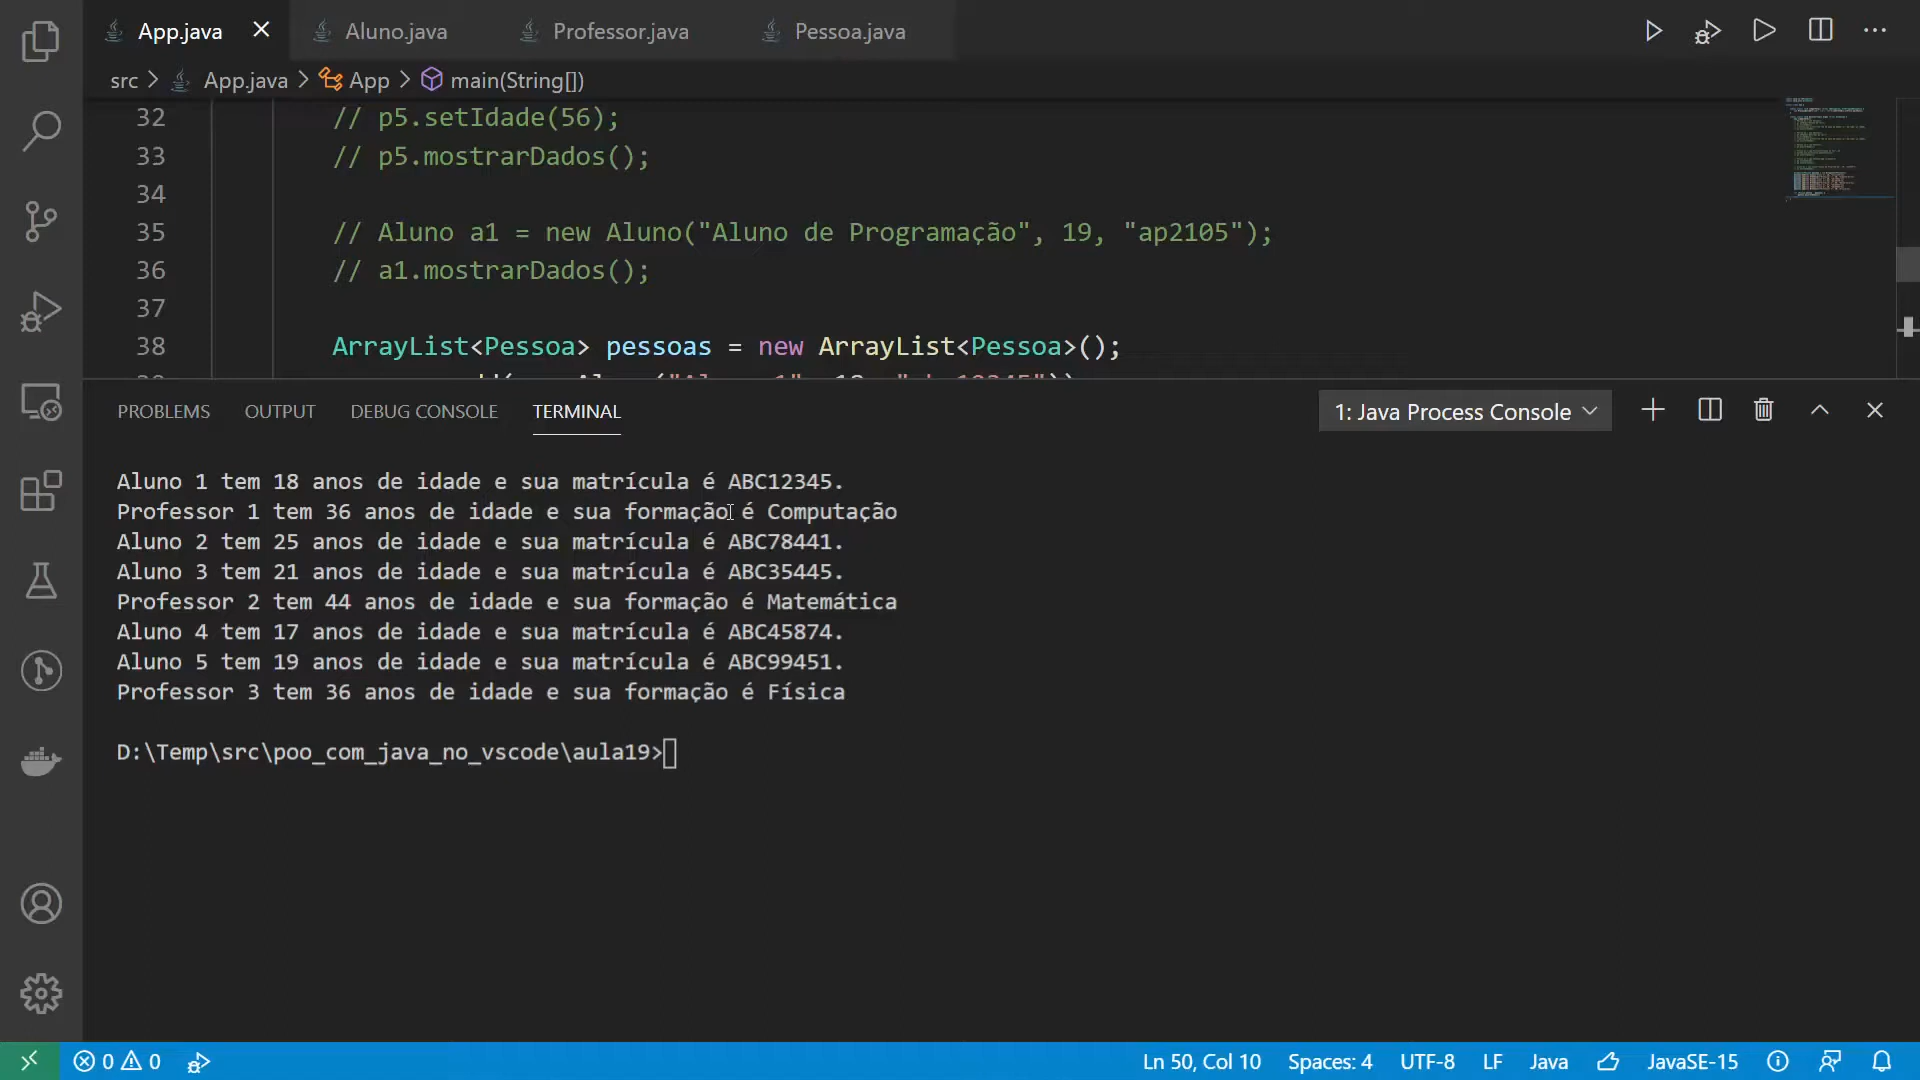 App.java
Aluno.java
Professor.java
Pessoa.java
src > App.java > App > main(String[])
32 // p5.setIdade(56);
33 // p5.mostrarDados();
34
35 // Aluno a1 = new Aluno("Aluno de Programação", 19, "ap2105");
36 // a1.mostrarDados();
37
38 ArrayList<Pessoa> pessoas = new ArrayList<Pessoa>();
PROBLEMS OUTPUT DEBUG CONSOLE TERMINAL
1: Java Process Console
Aluno 1 tem 18 anos de idade e sua matrícula é ABC12345.
Professor 1 tem 36 anos de idade e sua formação é Computação
Aluno 2 tem 25 anos de idade e sua matrícula é ABC78441.
Aluno 3 tem 21 anos de idade e sua matrícula é ABC35445.
Professor 2 tem 44 anos de idade e sua formação é Matemática
Aluno 4 tem 17 anos de idade e sua matrícula é ABC45874.
Aluno 5 tem 19 anos de idade e sua matrícula é ABC99451.
Professor 3 tem 36 anos de idade e sua formação é Física
D:\Temp\src\poo_com_java_no_vscode\aula19>
0 0
Ln 50, Col 10 Spaces: 4 UTF-8 LF Java JavaSE-15